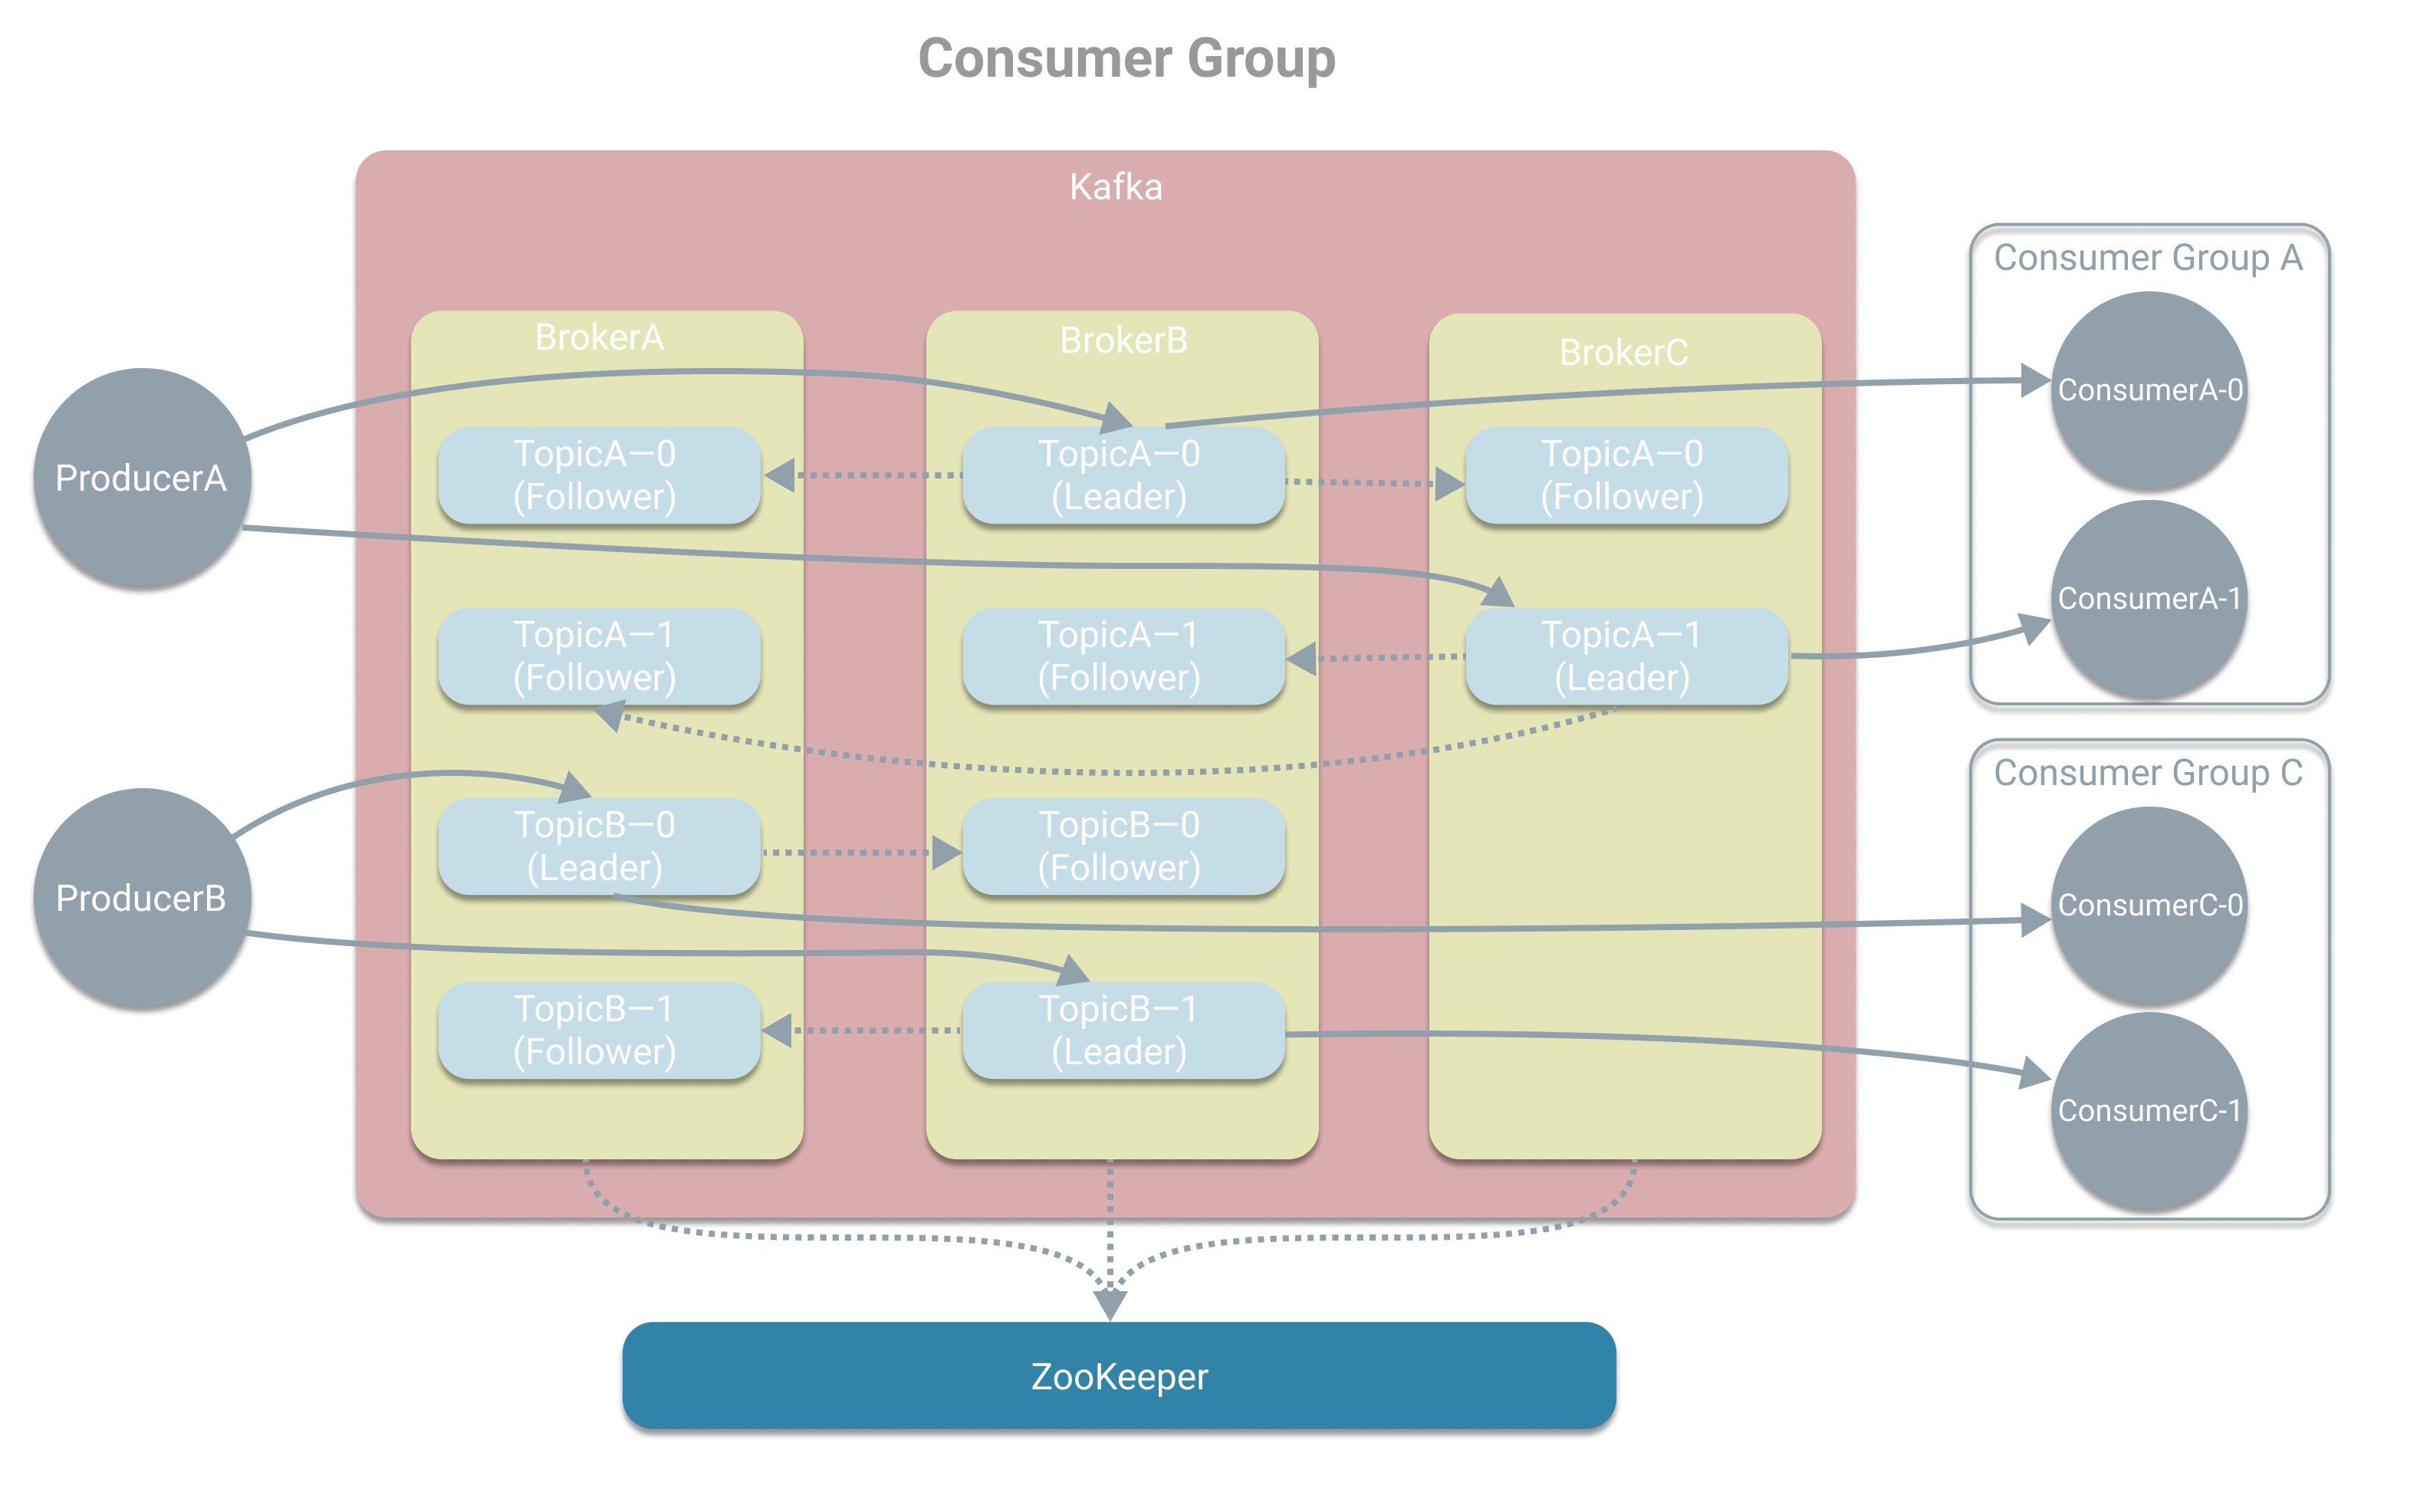 Consumer Group
Kafka
BrokerA
BrokerB
BrokerC
ProducerA
ProducerB
TopicA—0
(Follower)
TopicA—0
(Leader)
TopicA—0
(Follower)
TopicA—1
(Follower)
TopicA—1
(Follower)
TopicA—1
(Leader)
TopicB—0
(Leader)
TopicB—0
(Follower)
TopicB—1
(Follower)
TopicB—1
(Leader)
Consumer Group A
ConsumerA-0
ConsumerA-1
Consumer Group C
ConsumerC-0
ConsumerC-1
ZooKeeper